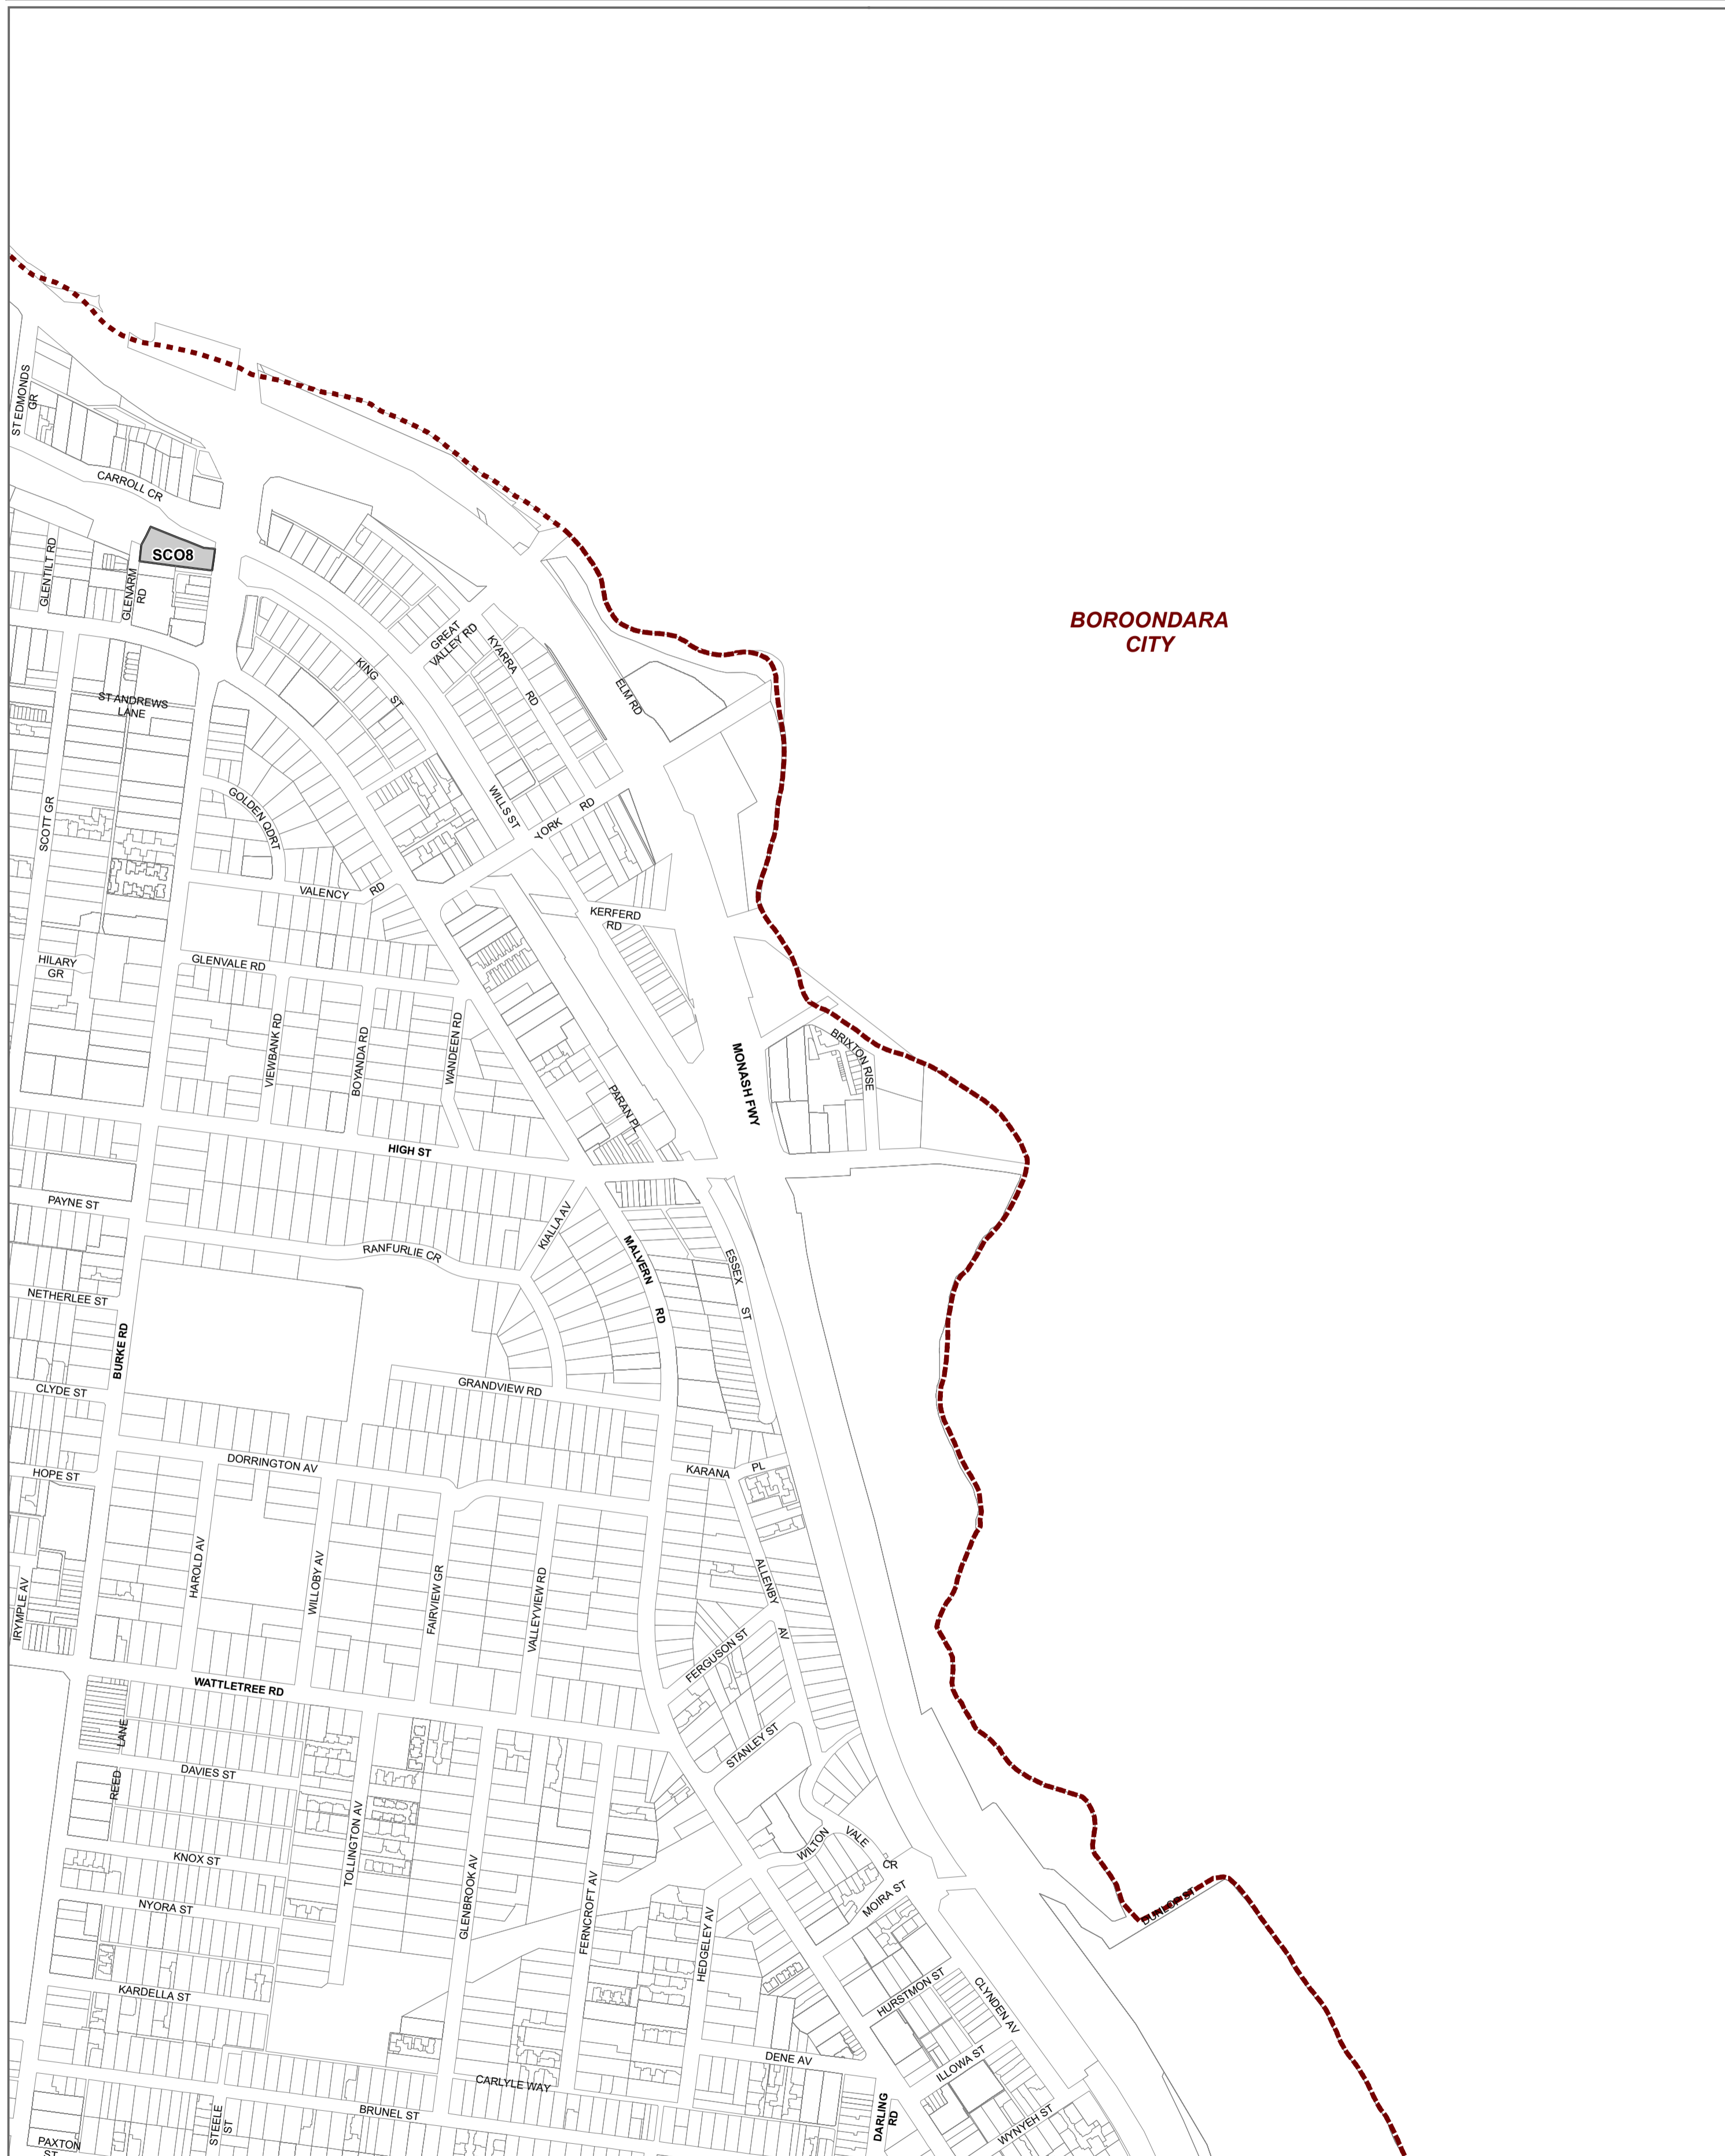 BOROONDARA
CITY
ST EDMONDS
GR
CARROLL CR
SCO8
GLENTILT RD
GLENARM
RD
GREAT
VALLEY RD
KYARRA
RD
KING
ST
ELM RD
ST ANDREWS
LANE
SCOTT GR
GOLDEN QDRT
WILLS ST
YORK
RD
VALENCY
RD
KERFERD
RD
HILARY
GR
GLENVALE RD
VIEWBANK RD
BOYANDA RD
WANDEEN RD
MONASH FWY
BRIXTON RISE
PARAN PL
HIGH ST
PAYNE ST
KIALLA AV
RANFURLIE CR
MALVERN
RD
ESSEX
ST
NETHERLEE ST
BURKE RD
CLYDE ST
GRANDVIEW RD
DORRINGTON AV
HOPE ST
KARANA
PL
IRYMPLE AV
HAROLD AV
WILLOBY AV
FAIRVIEW GR
VALLEYVIEW RD
ALLENBY
AV
FERGUSON ST
WATTLETREE RD
STANLEY ST
REED
LANE
DAVIES ST
TOLLINGTON AV
KNOX ST
WILTON
VALE
CR
NYORA ST
GLENBROOK AV
FERNCROFT AV
HEDGELEY AV
MOIRA ST
DUNLOP ST
KARDELLA ST
HURSTMON ST
CLYNDEN AV
DENE AV
ILLOWA ST
CARLYLE WAY
BRUNEL ST
STEELE
ST
DARLING
RD
WYNYEH ST
PAXTON
ST